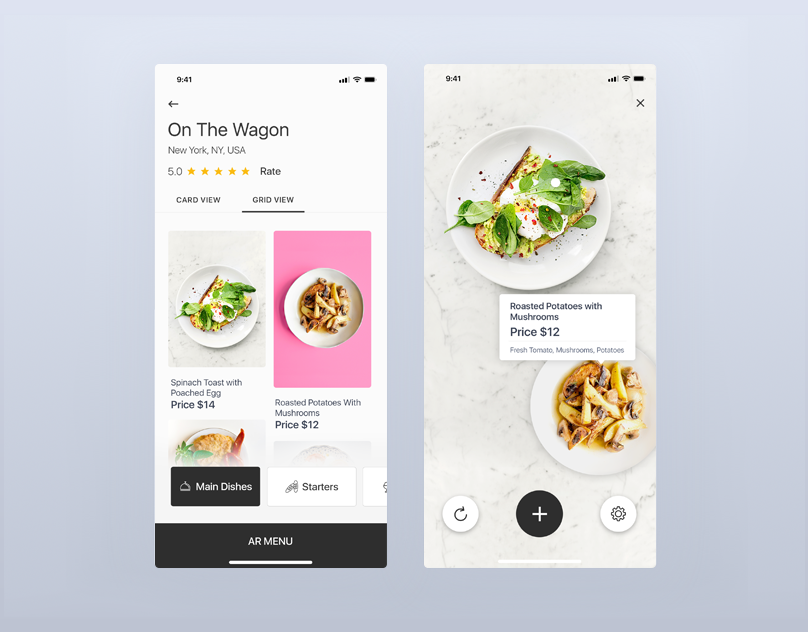 9:41
On The Wagon
New York, NY, USA
5.0 Rate
CARD VIEW GRID VIEW
Spinach Toast with
Poached Egg
Price $14
Roasted Potatoes With
Mushrooms
Price $12
Main Dishes
Starters
AR MENU
9:41
Roasted Potatoes with
Mushrooms
Price $12
Fresh Tomato, Mushrooms, Potatoes